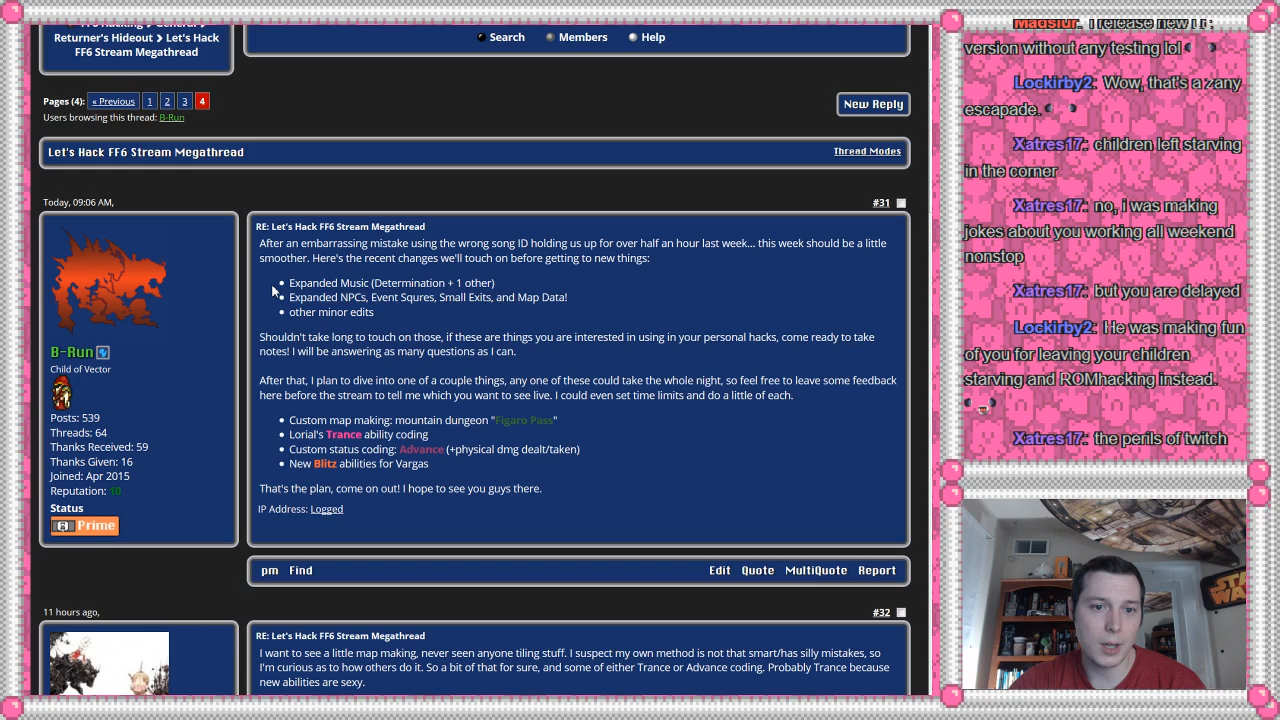 FF6 Hacking > General >
Returner's Hideout > Let's Hack
FF6 Stream Megathread
Search
Members
Help
Pages (4): « Previous 1 2 3 4
Users browsing this thread: B-Run
New Reply
Let's Hack FF6 Stream Megathread
Thread Modes
Today, 09:06 AM,
#31
B-Run
Child of Vector
Posts: 539
Threads: 64
Thanks Received: 59
Thanks Given: 16
Joined: Apr 2015
Reputation: 10
Status
Prime
RE: Let's Hack FF6 Stream Megathread
After an embarrassing mistake using the wrong song ID holding us up for over half an hour last week... this week should be a little
smoother. Here's the recent changes we'll touch on before getting to new things:
Expanded Music (Determination + 1 other)
Expanded NPCs, Event Squres, Small Exits, and Map Data!
other minor edits
Shouldn't take long to touch on those, if these are things you are interested in using in your personal hacks, come ready to take
notes! I will be answering as many questions as I can.
After that, I plan to dive into one of a couple things, any one of these could take the whole night, so feel free to leave some feedback
here before the stream to tell me which you want to see live. I could even set time limits and do a little of each.
Custom map making: mountain dungeon "Figaro Pass"
Lorial's Trance ability coding
Custom status coding: Advance (+physical dmg dealt/taken)
New Blitz abilities for Vargas
That's the plan, come on out! I hope to see you guys there.
IP Address: Logged
pm Find
Edit Quote MultiQuote Report
11 hours ago,
#32
RE: Let's Hack FF6 Stream Megathread
I want to see a little map making, never seen anyone tiling stuff. I suspect my own method is not that smart/has silly mistakes, so
I'm curious as to how others do it. So a bit of that for sure, and some of either Trance or Advance coding. Probably Trance because
new abilities are sexy.
Madsiur: I release new
version without any testing lol
Lockirby2: Wow, that's a zany
escapade.
Xatres17: children left starving
in the corner
Xatres17: no, i was making
jokes about you working all weekend
nonstop
Xatres17: but you are delayed
Lockirby2: He was making fun
of you for leaving your children
starving and ROMhacking instead.
Xatres17: the perils of twitch
STAR
WAR